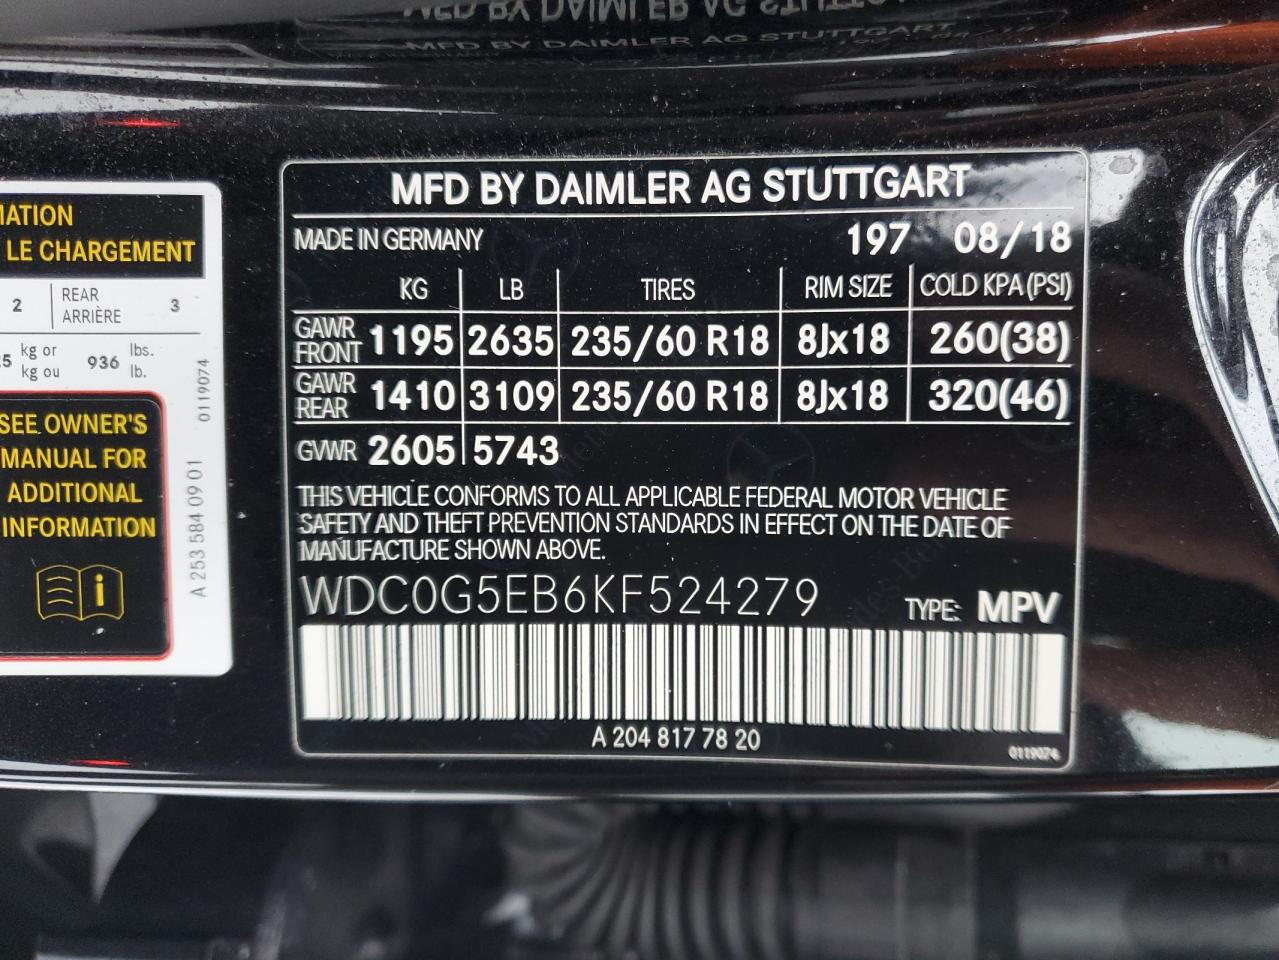 MFD BY DAIMLER AG STUTTGART
MFD BY DAIMLER AG STUTTGART
MADE IN GERMANY 197 08/18
KG LB TIRES RIM SIZE COLD KPA (PSI)
GAWR FRONT 1195 2635 235/60 R18 8Jx18 260(38)
GAWR REAR 1410 3109 235/60 R18 8Jx18 320(46)
GVWR 2605 5743
THIS VEHICLE CONFORMS TO ALL APPLICABLE FEDERAL MOTOR VEHICLE
SAFETY AND THEFT PREVENTION STANDARDS IN EFFECT ON THE DATE OF
MANUFACTURE SHOWN ABOVE.
WDC0G5EB6KF524279 TYPE: MPV
A 204 817 78 20
0119074
MATION
LE CHARGEMENT
2 REAR ARRIÈRE 3
5 kg or kg ou 936 lbs. lb.
SEE OWNER'S
MANUAL FOR
ADDITIONAL
INFORMATION
i
A 253 584 09 01
0119074